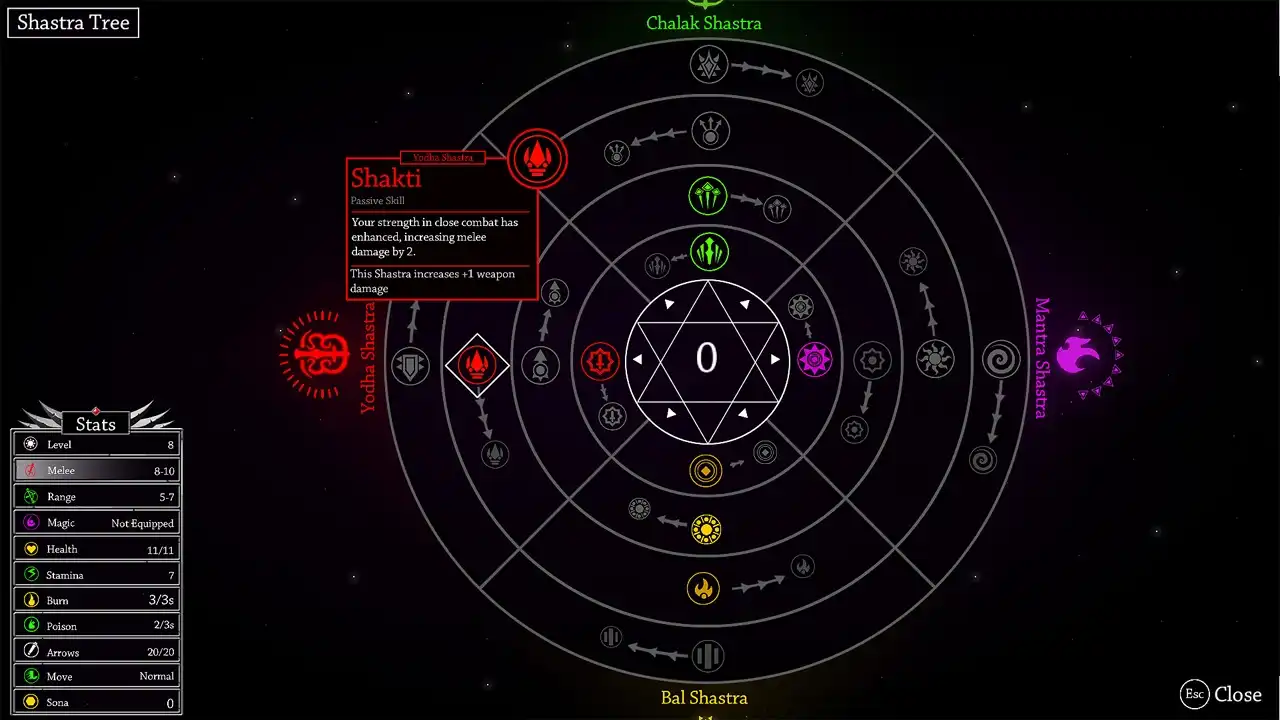 Shastra Tree
Chalak Shastra
Yodha Shastra
Shakti
Passive Skill
Your strength in close combat has
enhanced, increasing melee
damage by 2.
This Shastra increases +1 weapon
damage
Yodha Shastra
0
Mantra Shastra
Stats
Level 8
Melee 8-10
Range 5-7
Magic Not Equipped
Health 11/11
Stamina 7
Burn 3/3s
Poison 2/3s
Arrows 20/20
Move Normal
Sona 0
Bal Shastra
Esc Close